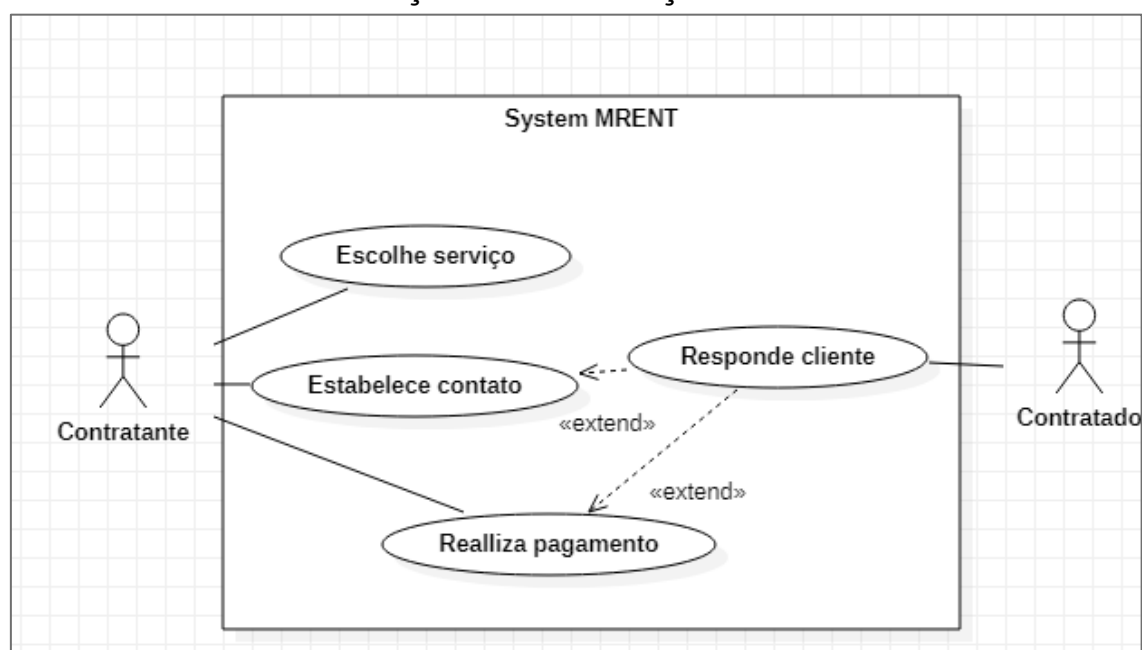 System MRENT
Escolhe serviço
Responde cliente
Estabelece contato
Contratante
Contratado
«extend»
«extend»
Realliza pagamento